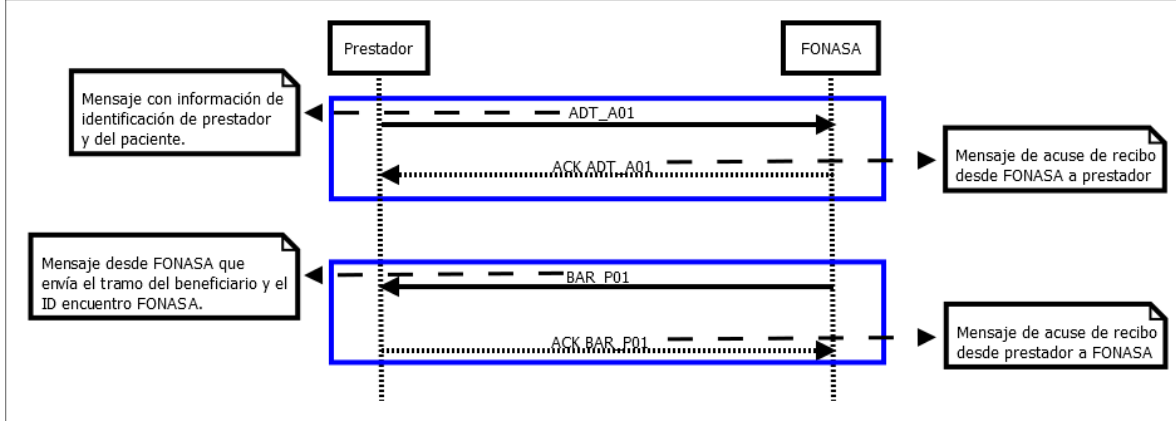 Prestador
FONASA
Mensaje con información de
identificación de prestador
y del paciente.
ADT_A01
ACK ADT_A01
Mensaje de acuse de recibo
desde FONASA a prestador
Mensaje desde FONASA que
envía el tramo del beneficiario y el
ID encuentro FONASA.
BAR_P01
ACK BAR_P01
Mensaje de acuse de recibo
desde prestador a FONASA